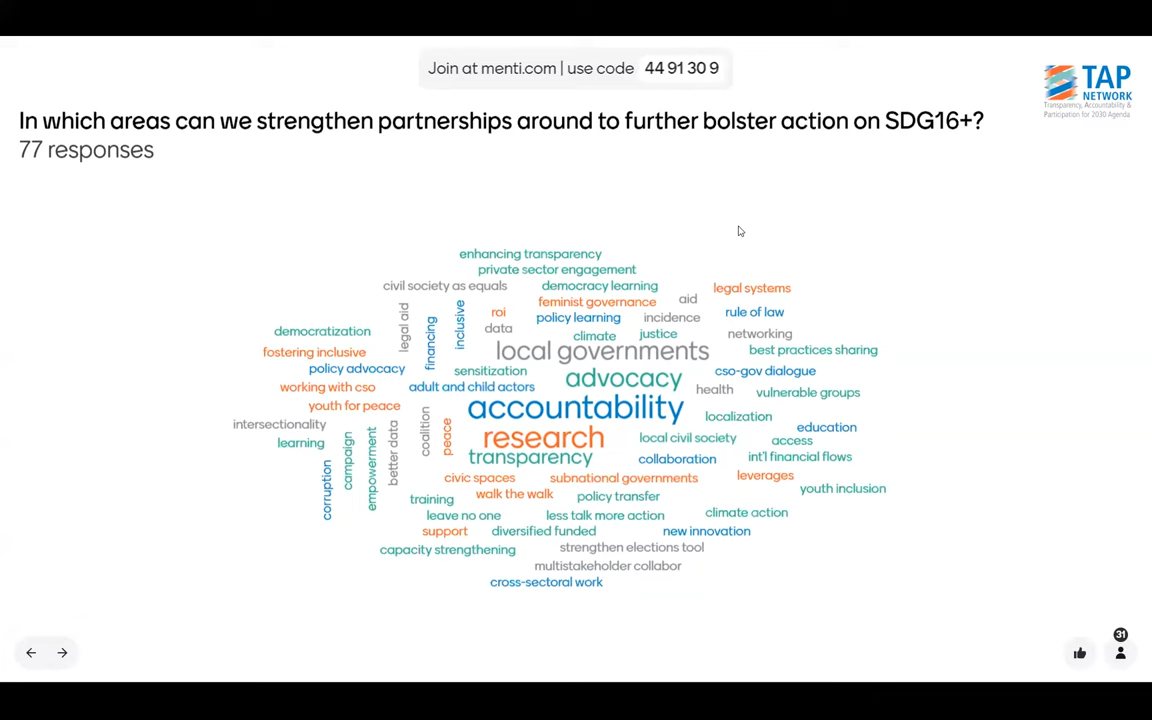 Join at menti.com | use code 44 91 30 9
TAP
NETWORK
Transparency, Accountability &
Participation for 2030 Agenda
In which areas can we strengthen partnerships around to further bolster action on SDG16+?
77 responses
enhancing transparency
private sector engagement
civil society as equals
democracy learning
legal systems
feminist governance
aid
legal aid
financing
inclusive
roi
policy learning
incidence
rule of law
data
democratization
climate
justice
networking
fostering inclusive
local governments
best practices sharing
policy advocacy
sensitization
advocacy
cso-gov dialogue
working with cso
adult and child actors
health
vulnerable groups
youth for peace
accountability
localization
intersectionality
coalition
peace
education
learning
research
local civil society
access
campaign
empowerment
better data
transparency
collaboration
int'l financial flows
corruption
civic spaces
subnational governments
leverages
training
walk the walk
policy transfer
youth inclusion
leave no one
less talk more action
climate action
support
diversified funded
new innovation
capacity strengthening
strengthen elections tool
multistakeholder collabor
cross-sectoral work
31